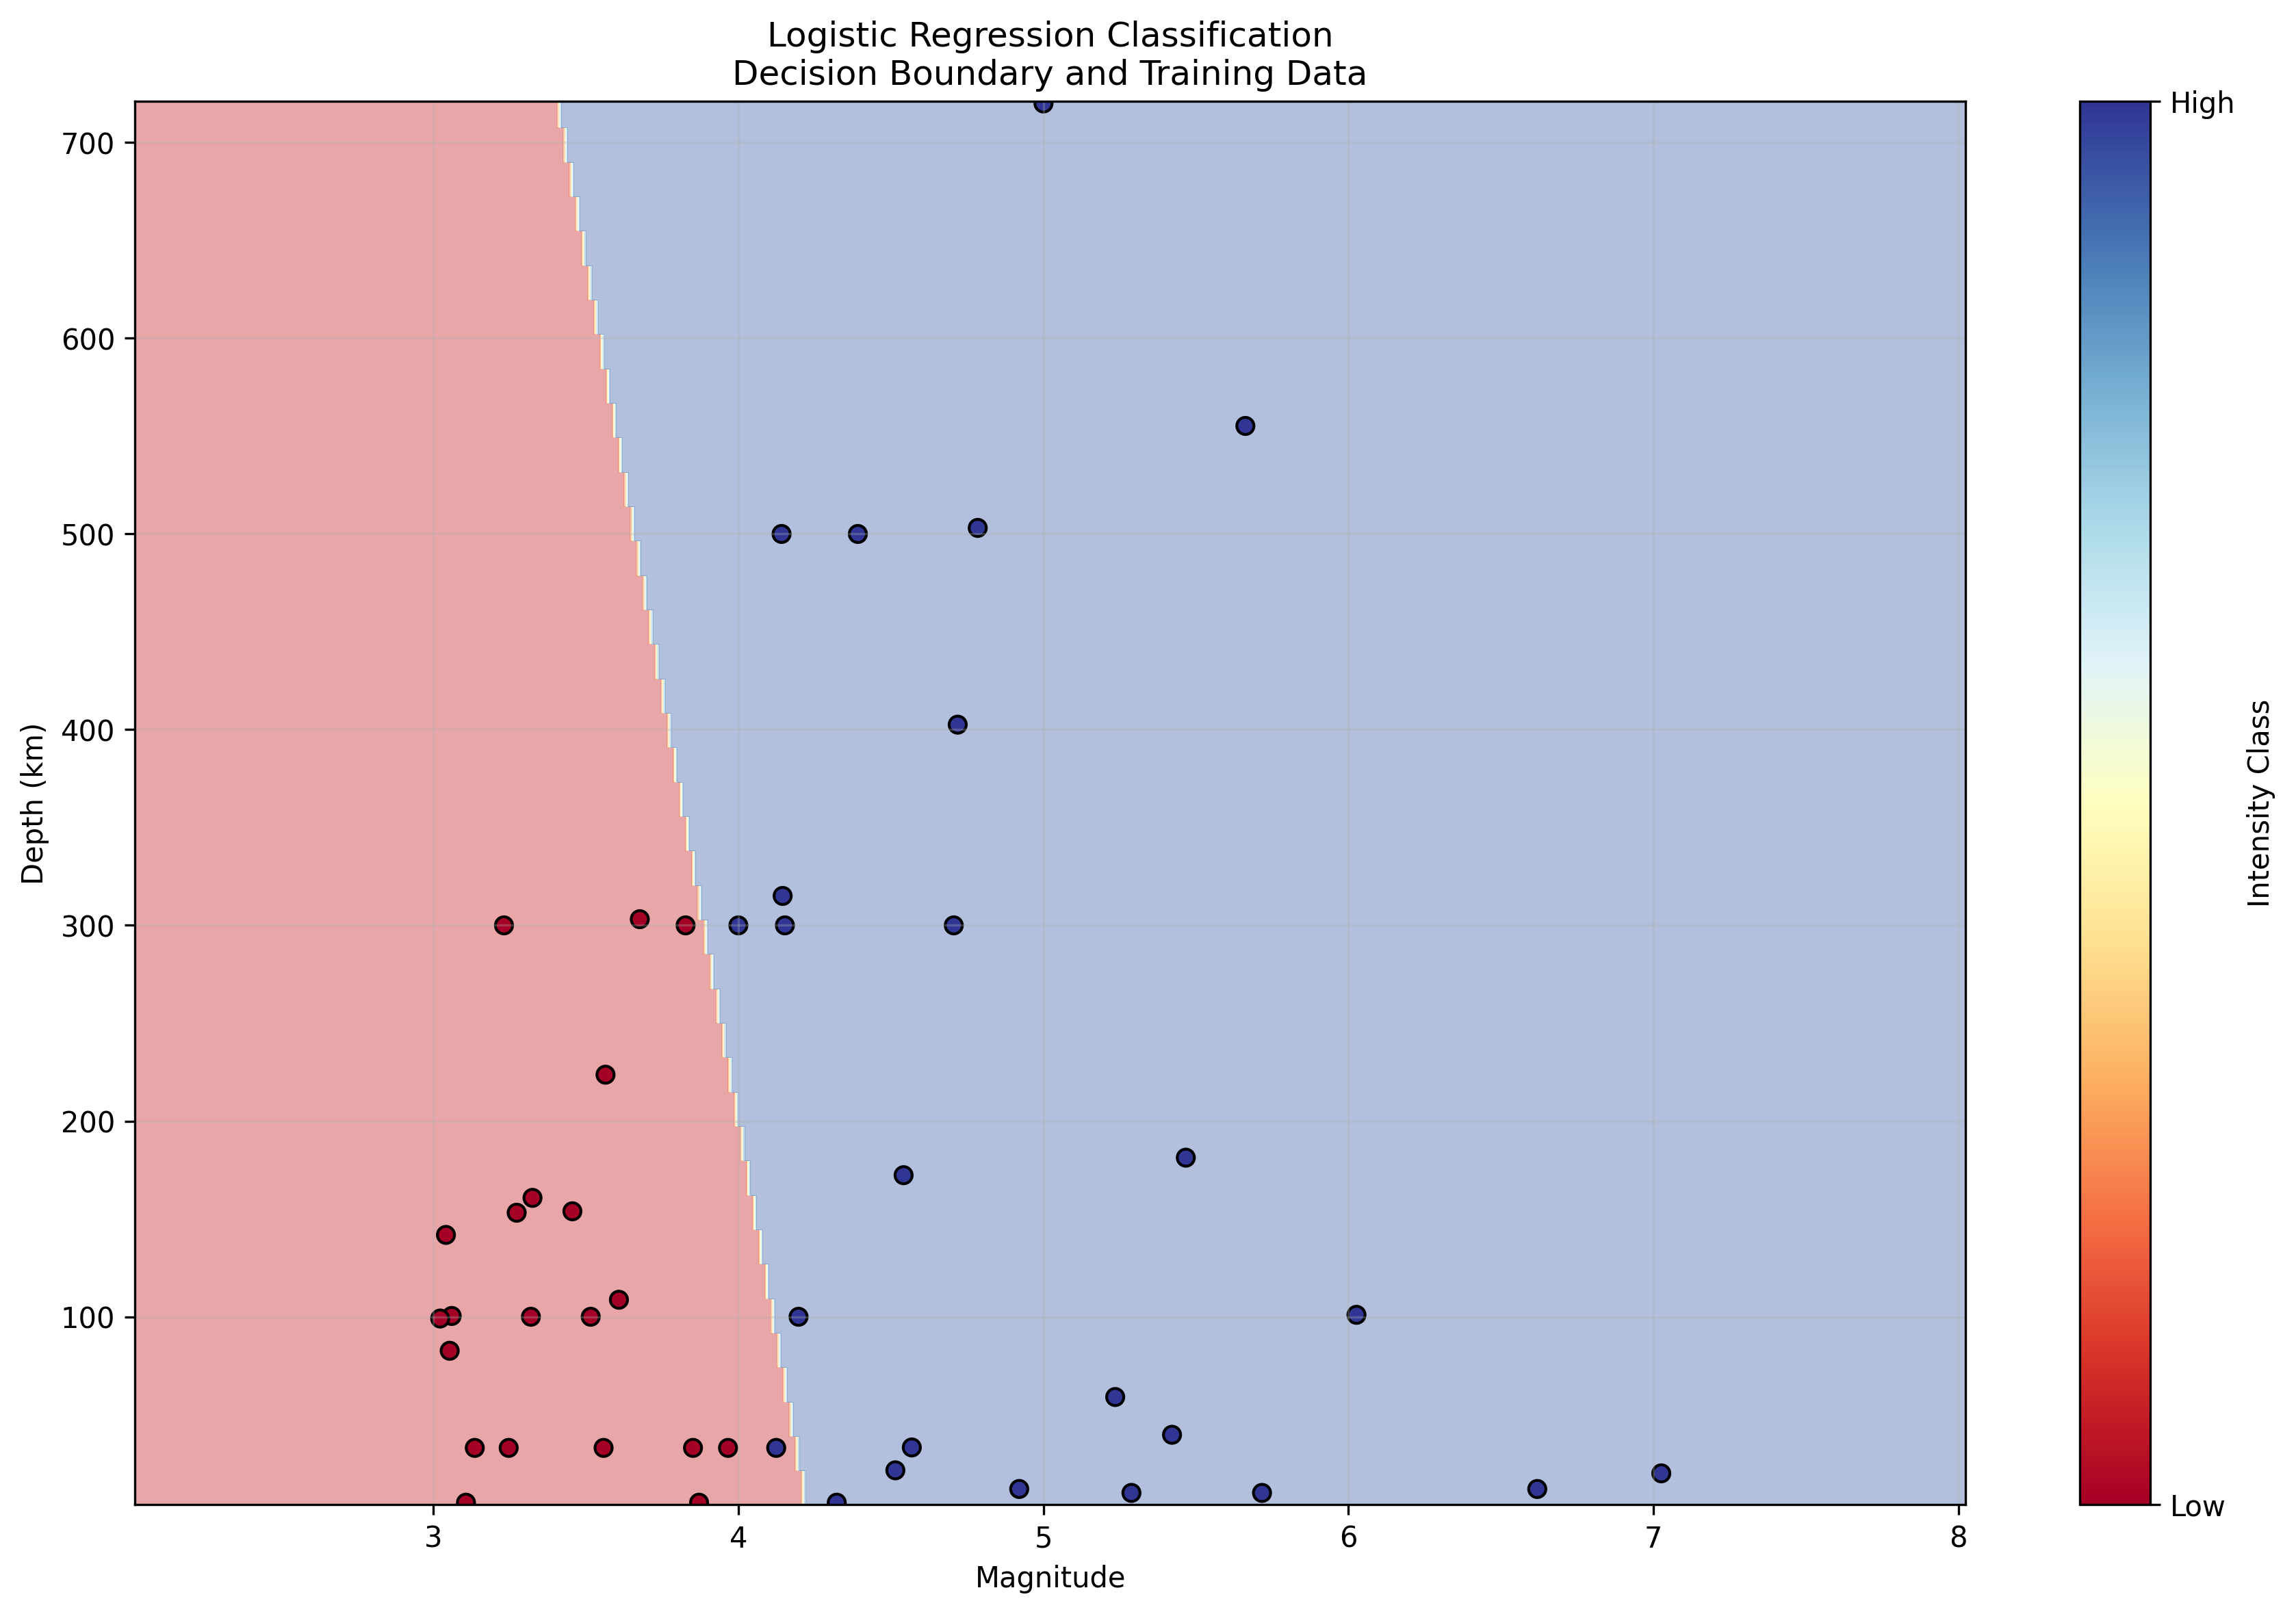 Logistic Regression Classification
Decision Boundary and Training Data
High
700
600
500
400
300
200
100
Depth (km)
Intensity Class
Low
3
4
5
6
7
8
Magnitude